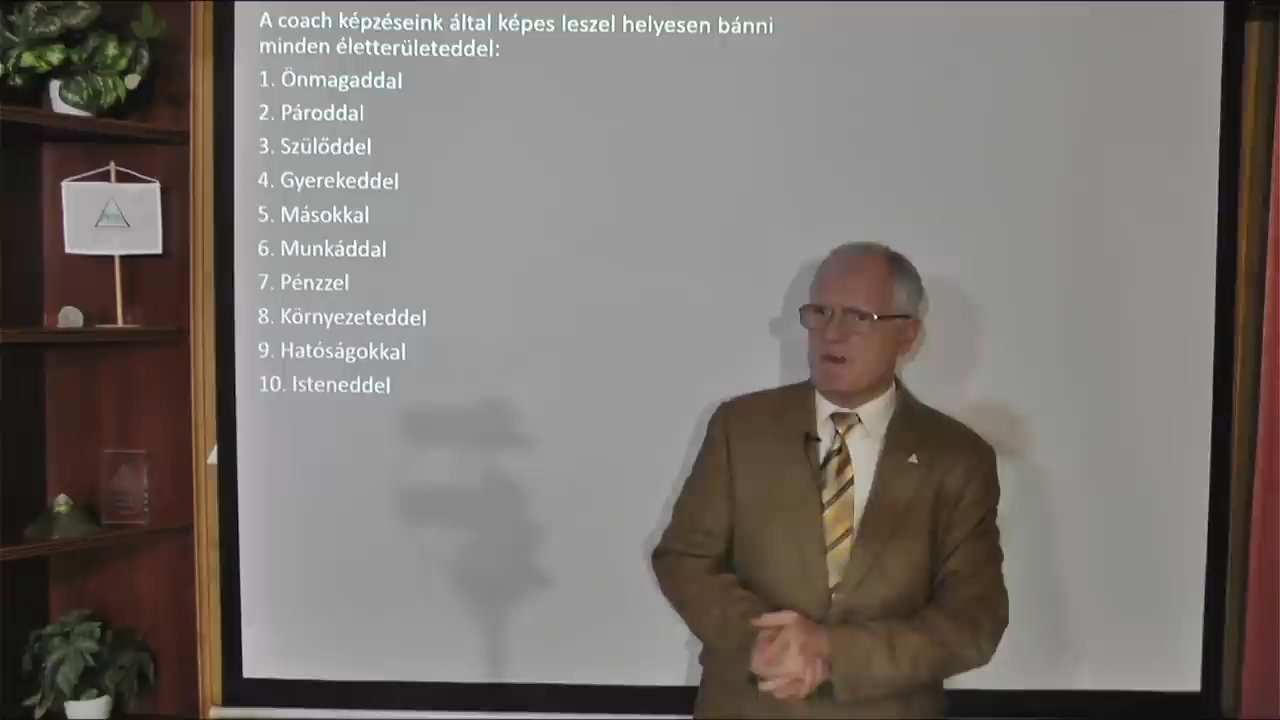 A coach képzéseink által képes leszel helyesen bánni
minden életterületeddel:
1. Önmagaddal
2. Pároddal
3. Szülőddel
4. Gyerekeddel
5. Másokkal
6. Munkáddal
7. Pénzzel
8. Környezeteddel
9. Hatóságokkal
10. Isteneddel